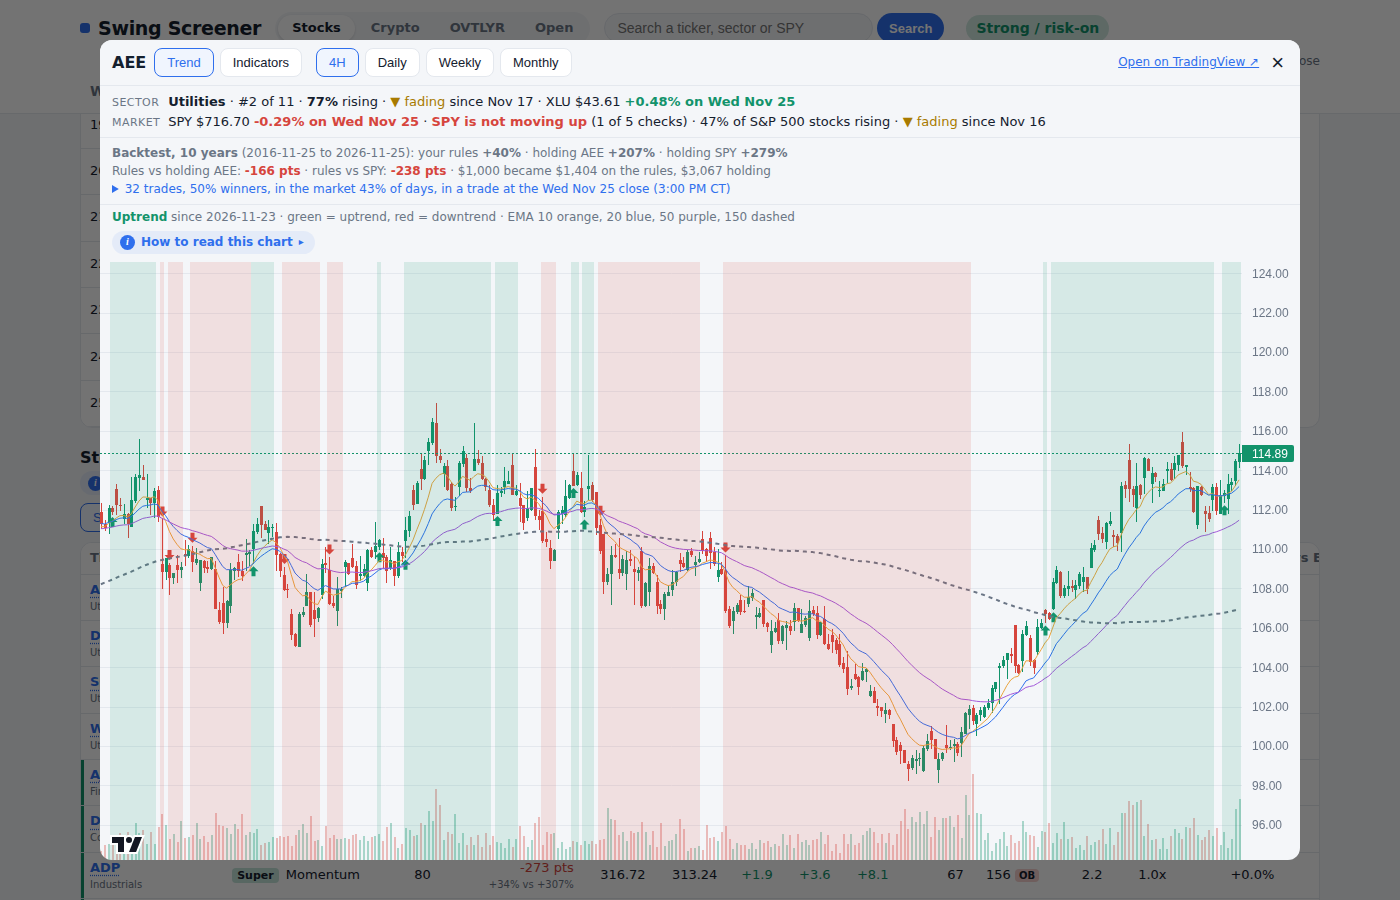 Swing Screener Stocks Crypto OVTLYR Open Search a ticker, sector or SPY Search Strong / risk-on
AEE Trend Indicators 4H Daily Weekly Monthly Open on TradingView ↗ ✕
SECTOR Utilities · #2 of 11 · 77% rising · ▼ fading since Nov 17 · XLU $43.61 +0.48% on Wed Nov 25
MARKET SPY $716.70 -0.29% on Wed Nov 25 · SPY is not moving up (1 of 5 checks) · 47% of S&P 500 stocks rising · ▼ fading since Nov 16
Backtest, 10 years (2016-11-25 to 2026-11-25): your rules +40% · holding AEE +207% · holding SPY +279%
Rules vs holding AEE: -166 pts · rules vs SPY: -238 pts · $1,000 became $1,404 on the rules, $3,067 holding
▶ 32 trades, 50% winners, in the market 43% of days, in a trade at the Wed Nov 25 close (3:00 PM CT)
Uptrend since 2026-11-23 · green = uptrend, red = downtrend · EMA 10 orange, 20 blue, 50 purple, 150 dashed
i How to read this chart ▸
124.00
122.00
120.00
118.00
116.00
114.89
114.00
112.00
110.00
108.00
106.00
104.00
102.00
100.00
98.00
96.00
ADP Super Momentum 80 -273 pts 316.72 313.24 +1.9 +3.6 +8.1 67 156 OB 2.2 1.0x +0.0%
Industrials +34% vs +307%